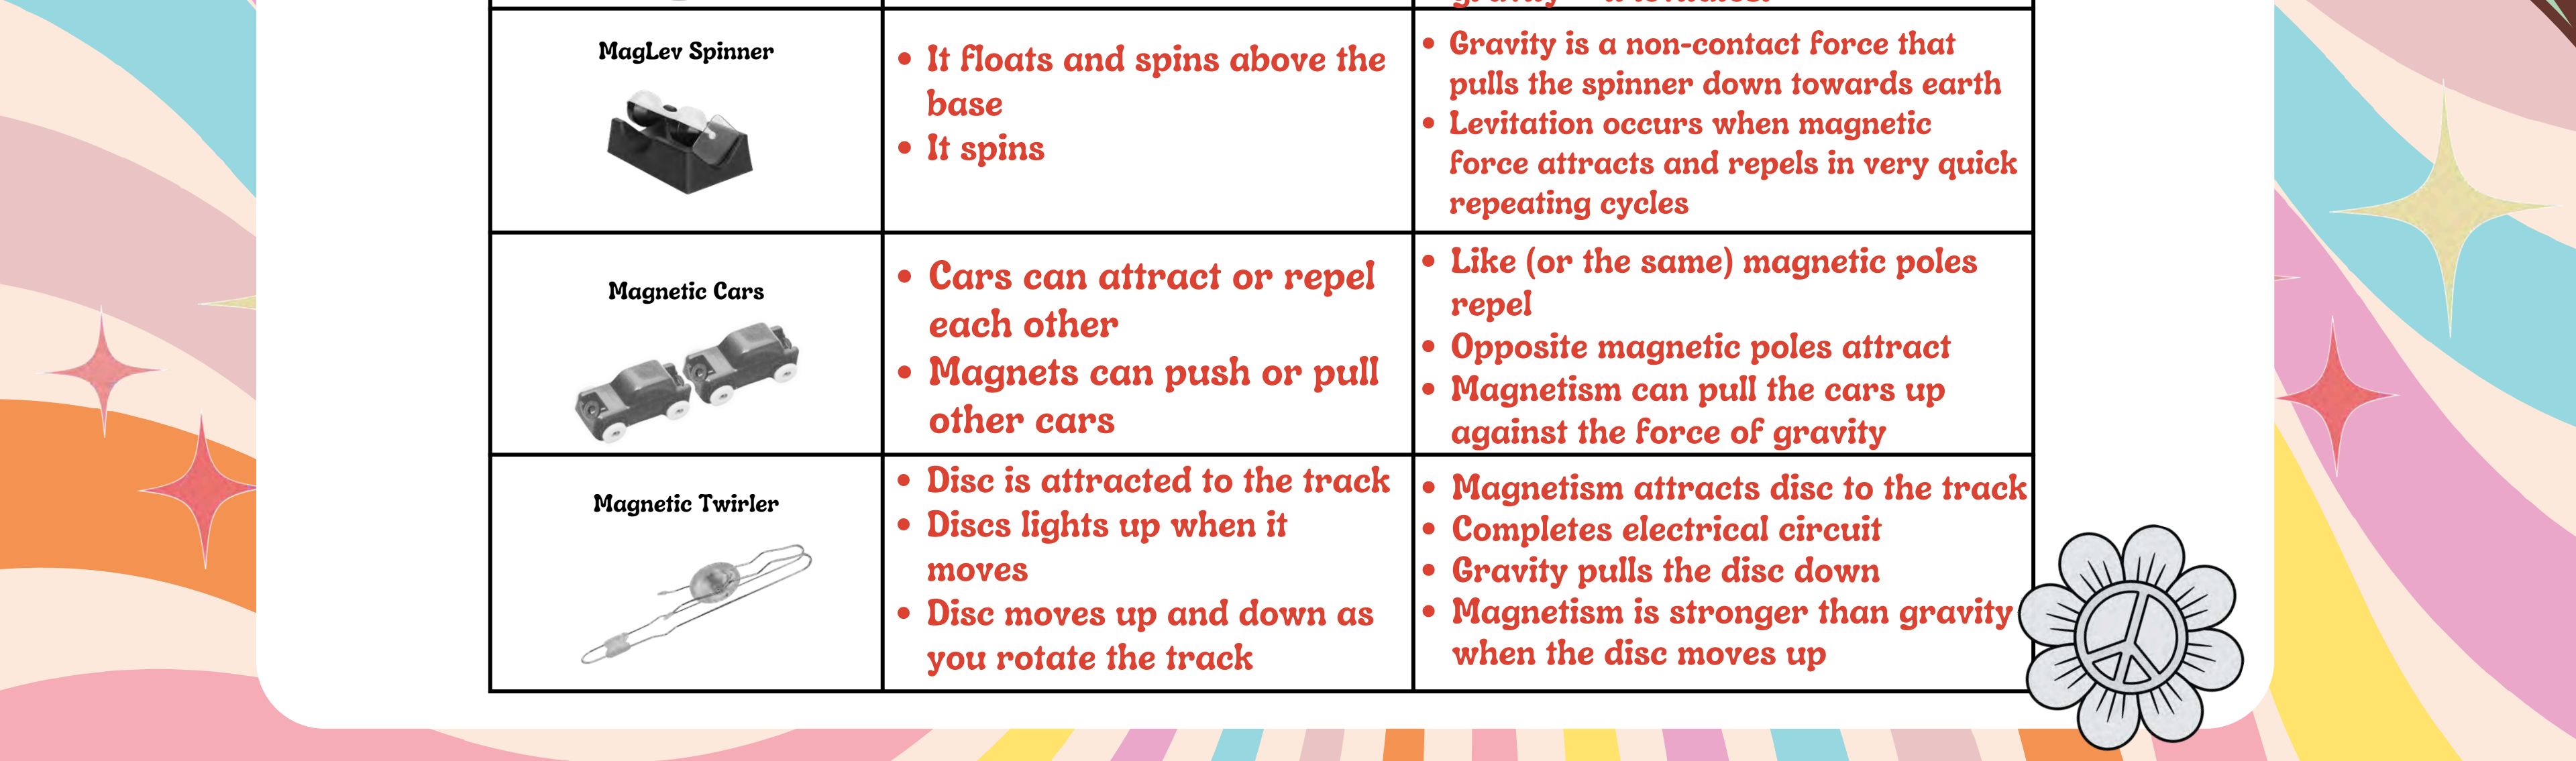 MagLev Spinner
• It floats and spins above the
base
• It spins
• Gravity is a non-contact force that
pulls the spinner down towards earth
• Levitation occurs when magnetic
force attracts and repels in very quick
repeating cycles
Magnetic Cars
• Cars can attract or repel
each other
• Magnets can push or pull
other cars
• Like (or the same) magnetic poles
repel
• Opposite magnetic poles attract
• Magnetism can pull the cars up
against the force of gravity
Magnetic Twirler
• Disc is attracted to the track
• Discs lights up when it
moves
• Disc moves up and down as
you rotate the track
• Magnetism attracts disc to the track
• Completes electrical circuit
• Gravity pulls the disc down
• Magnetism is stronger than gravity
when the disc moves up